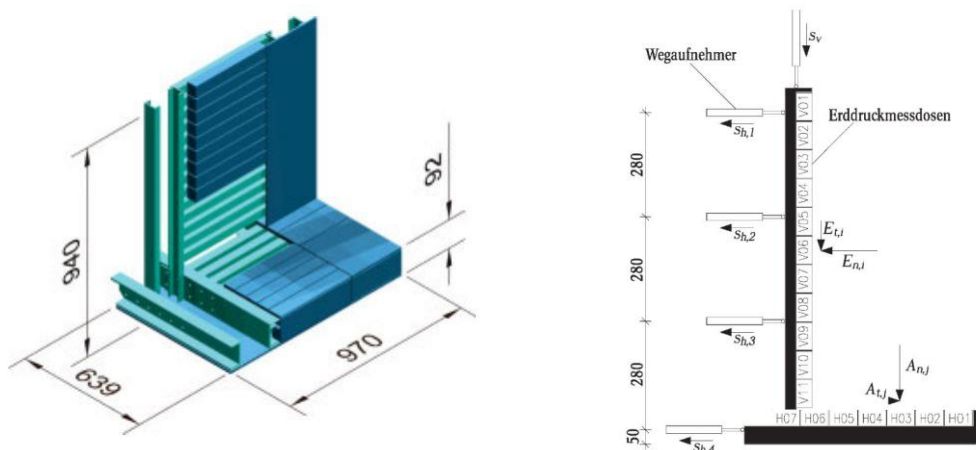 940
639
970
92
s_v
Wegaufnehmer
s_h,1
Erddruckmessdosen
280
s_h,2
280
s_h,3
280
s_h,4
50
V01
V02
V03
V04
V05
V06
V07
V08
V09
V10
V11
E_t,i
E_n,i
A_n,j
A_t,j
H07 H06 H05 H04 H03 H02 H01